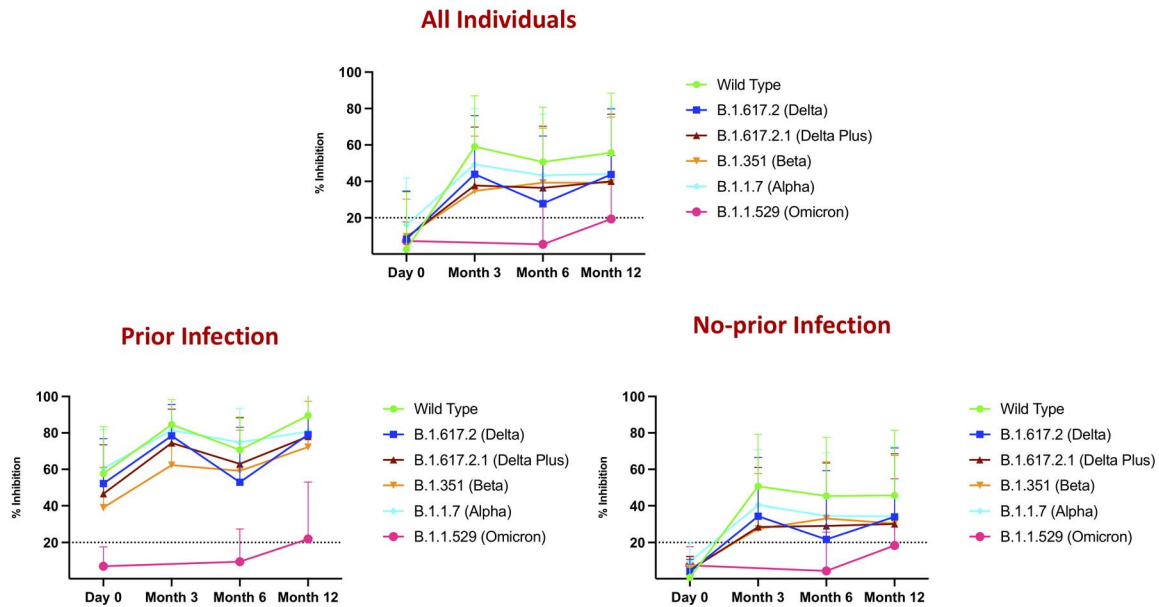 All Individuals
% Inhibition
100
80
60
40
20
Day 0 Month 3 Month 6 Month 12
Wild Type
B.1.617.2 (Delta)
B.1.617.2.1 (Delta Plus)
B.1.351 (Beta)
B.1.1.7 (Alpha)
B.1.1.529 (Omicron)
Prior Infection
% Inhibition
100
80
60
40
20
Day 0 Month 3 Month 6 Month 12
Wild Type
B.1.617.2 (Delta)
B.1.617.2.1 (Delta Plus)
B.1.351 (Beta)
B.1.1.7 (Alpha)
B.1.1.529 (Omicron)
No-prior Infection
% Inhibition
100
80
60
40
20
Day 0 Month 3 Month 6 Month 12
Wild Type
B.1.617.2 (Delta)
B.1.617.2.1 (Delta Plus)
B.1.351 (Beta)
B.1.1.7 (Alpha)
B.1.1.529 (Omicron)